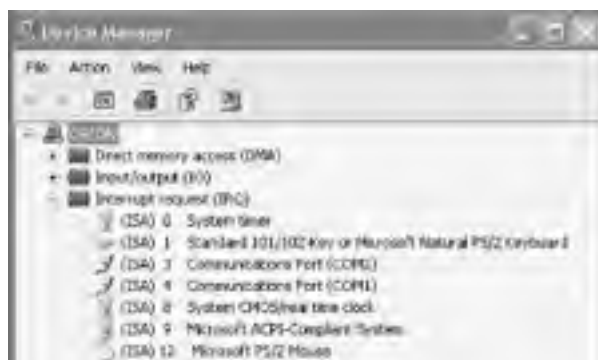 Device Manager
File Action View Help
Direct memory access (DMA)
Input/output (IO)
Interrupt request (IRQ)
(ISA) 0 System timer
(ISA) 1 Standard 101/102-Key or Microsoft Natural PS/2 Keyboard
(ISA) 3 Communications Port (COM2)
(ISA) 4 Communications Port (COM1)
(ISA) 8 System CMOS/real time clock
(ISA) 9 Microsoft ACPI-Compliant System
(ISA) 12 Microsoft PS/2 Mouse